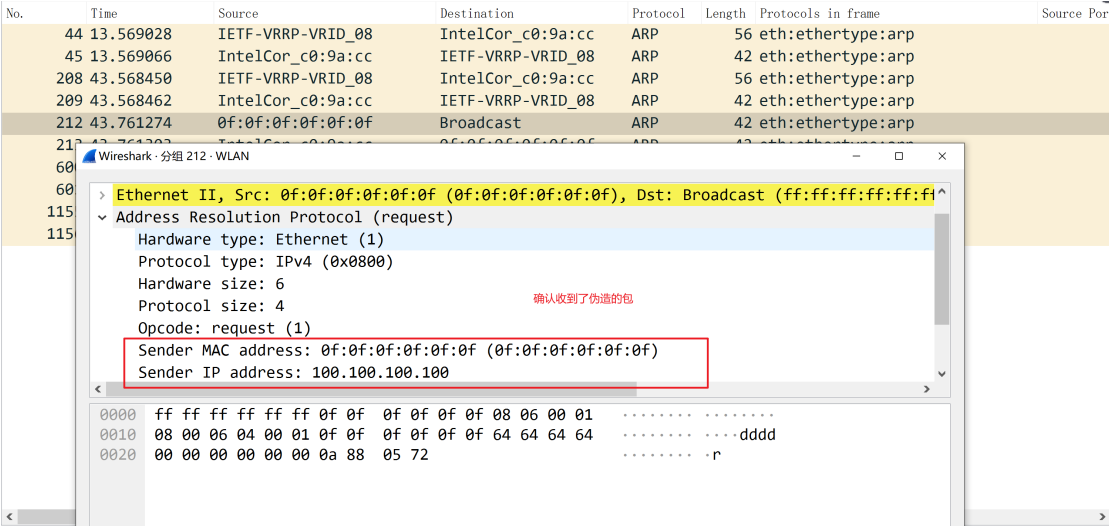 No. Time Source Destination Protocol Length Protocols in frame Source Por
44 13.569028 IETF-VRRP-VRID_08 IntelCor_c0:9a:cc ARP 56 eth:ethertype:arp
45 13.569066 IntelCor_c0:9a:cc IETF-VRRP-VRID_08 ARP 42 eth:ethertype:arp
208 43.568450 IETF-VRRP-VRID_08 IntelCor_c0:9a:cc ARP 56 eth:ethertype:arp
209 43.568462 IntelCor_c0:9a:cc IETF-VRRP-VRID_08 ARP 42 eth:ethertype:arp
212 43.761274 0f:0f:0f:0f:0f:0f Broadcast ARP 42 eth:ethertype:arp
Wireshark · 分组 212 · WLAN
Ethernet II, Src: 0f:0f:0f:0f:0f:0f (0f:0f:0f:0f:0f:0f), Dst: Broadcast (ff:ff:ff:ff:ff:ff
Address Resolution Protocol (request)
Hardware type: Ethernet (1)
Protocol type: IPv4 (0x0800)
Hardware size: 6
确认收到了伪造的包
Protocol size: 4
Opcode: request (1)
Sender MAC address: 0f:0f:0f:0f:0f:0f (0f:0f:0f:0f:0f:0f)
Sender IP address: 100.100.100.100
0000 ff ff ff ff ff ff 0f 0f 0f 0f 0f 0f 08 06 00 01 ········ ········
0010 08 00 06 04 00 01 0f 0f 0f 0f 0f 0f 64 64 64 64 ········ ····dddd
0020 00 00 00 00 00 00 0a 88 05 72 ········ ·r